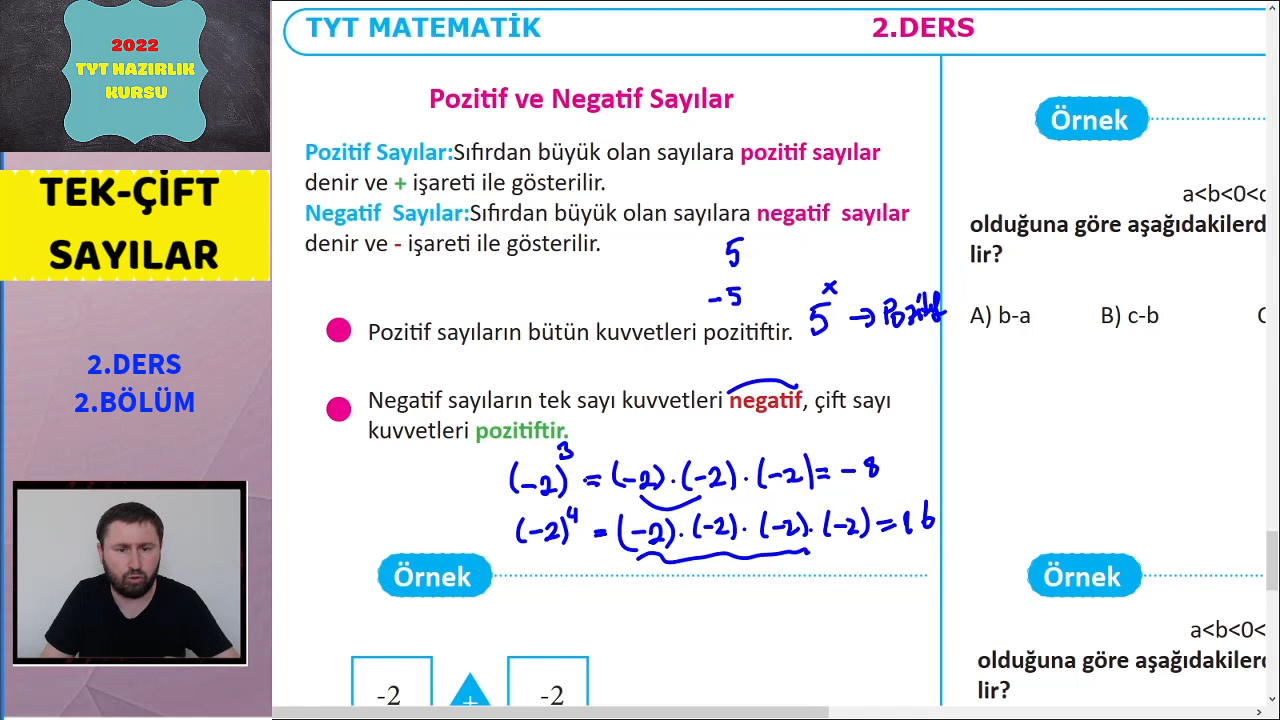 2022
TYT HAZIRLIK
KURSU
TEK-ÇİFT
SAYILAR
2.DERS
2.BÖLÜM
TYT MATEMATİK
2.DERS
Pozitif ve Negatif Sayılar
Pozitif Sayılar:Sıfırdan büyük olan sayılara pozitif sayılar
denir ve + işareti ile gösterilir.
Negatif Sayılar:Sıfırdan büyük olan sayılara negatif sayılar
denir ve - işareti ile gösterilir.
5
-5
5^x → Pozitif
Pozitif sayıların bütün kuvvetleri pozitiftir.
Negatif sayıların tek sayı kuvvetleri negatif, çift sayı
kuvvetleri pozitiftir.
(-2)^3 = (-2).(-2).(-2) = -8
(-2)^4 = (-2).(-2).(-2).(-2) = 16
Örnek
-2 + -2
Örnek
a<b<0<
olduğuna göre aşağıdakilerd
lir?
A) b-a B) c-b C
Örnek
a<b<0<
olduğuna göre aşağıdakilerd
lir?